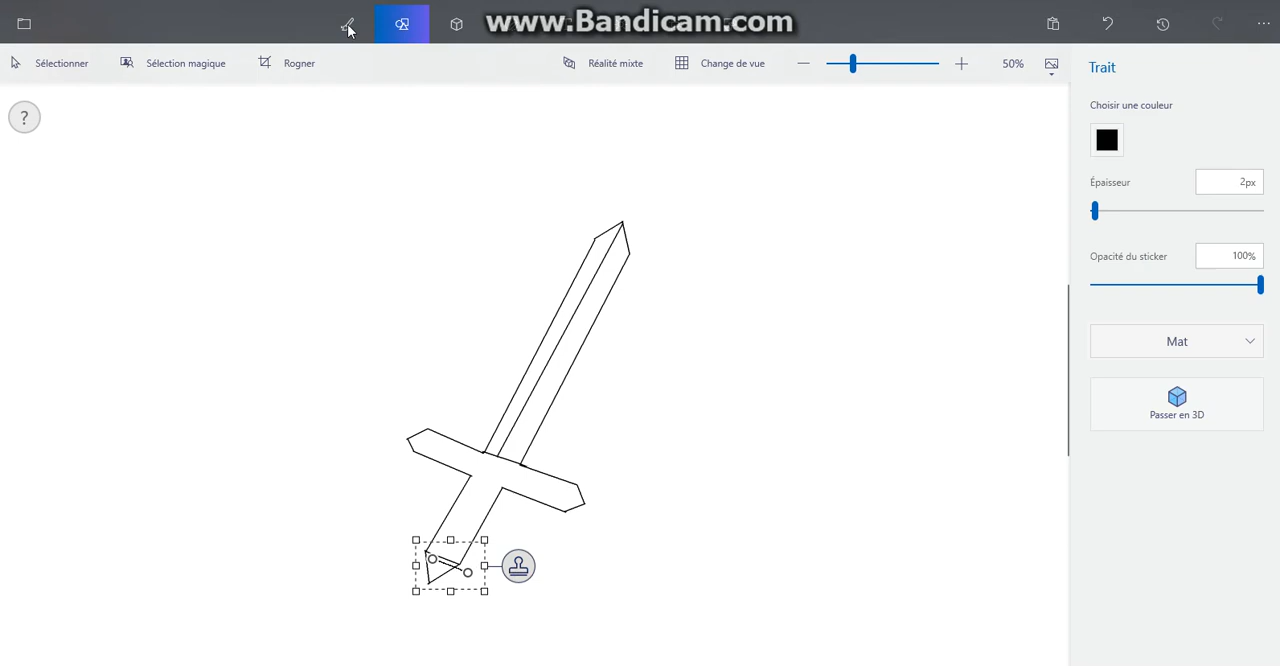 www.Bandicam.com
Sélectionner
Sélection magique
Rogner
Réalité mixte
Change de vue
50%
?
Trait
Choisir une couleur
Épaisseur
2px
Opacité du sticker
100%
Mat
Passer en 3D